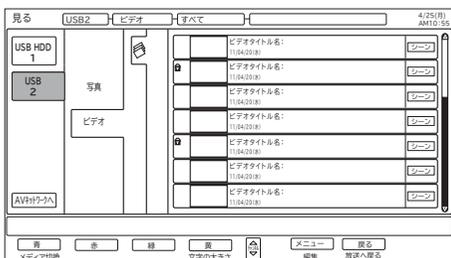 見る
USB2
ビデオ
すべて
4/25(月)
AM10:55
USB HDD
1
USB
2
写真
ビデオ
AVネットワークへ
ビデオタイトル名:
11/04/20(水)
シーン
ビデオタイトル名:
11/04/20(水)
シーン
ビデオタイトル名:
11/04/20(水)
シーン
ビデオタイトル名:
11/04/20(水)
シーン
ビデオタイトル名:
11/04/20(水)
シーン
ビデオタイトル名:
11/04/20(水)
シーン
ビデオタイトル名:
11/04/20(水)
シーン
青
赤
緑
黄
メニュー
戻る
メディア切換
文字の大きさ
編集
放送へ戻る